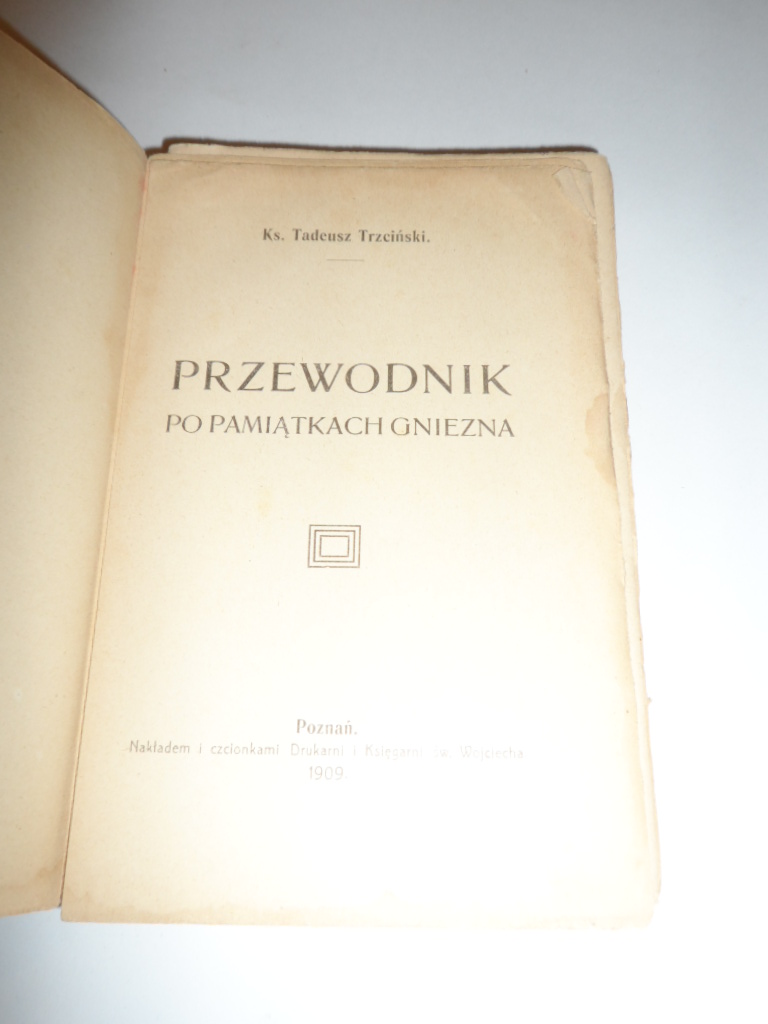 Ks. Tadeusz Trzciński.
PRZEWODNIK
PO PAMIĄTKACH GNIEZNA
Poznań.
Nakładem i czcionkami Drukarni i Księgarni św. Wojciecha
1909.